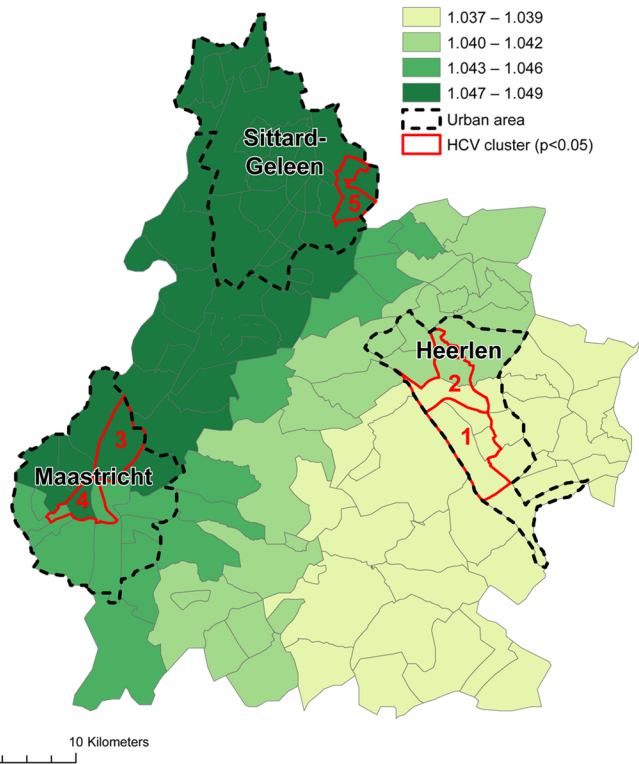 1.037 – 1.039
1.040 – 1.042
1.043 – 1.046
1.047 – 1.049
Urban area
HCV cluster (p<0.05)
Sittard-
Geleen
5
Heerlen
2
1
3
Maastricht
4
10 Kilometers